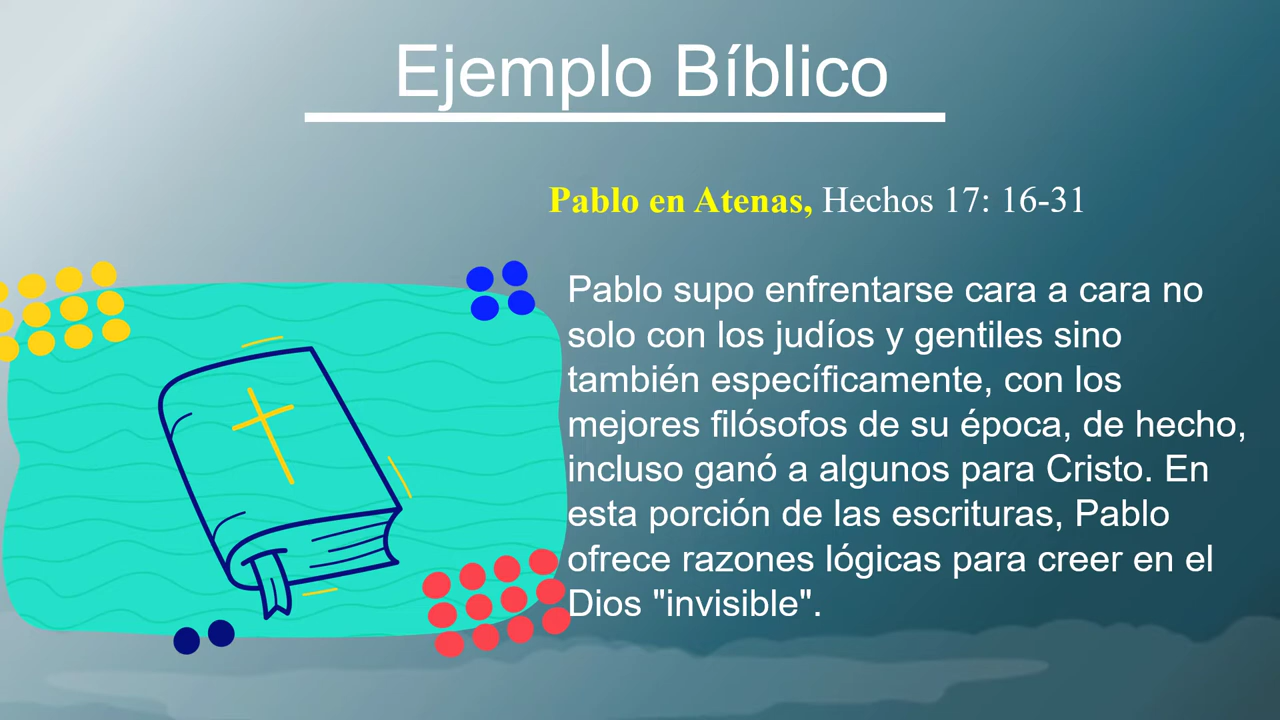 Ejemplo Bíblico
Pablo en Atenas, Hechos 17: 16-31
Pablo supo enfrentarse cara a cara no
solo con los judíos y gentiles sino
también específicamente, con los
mejores filósofos de su época, de hecho,
incluso ganó a algunos para Cristo. En
esta porción de las escrituras, Pablo
ofrece razones lógicas para creer en el
Dios "invisible".